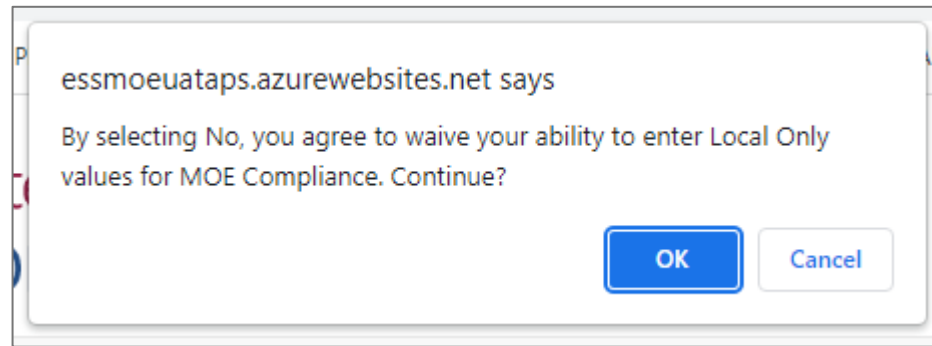 essmoeuataps.azurewebsites.net says
By selecting No, you agree to waive your ability to enter Local Only
values for MOE Compliance. Continue?
OK Cancel